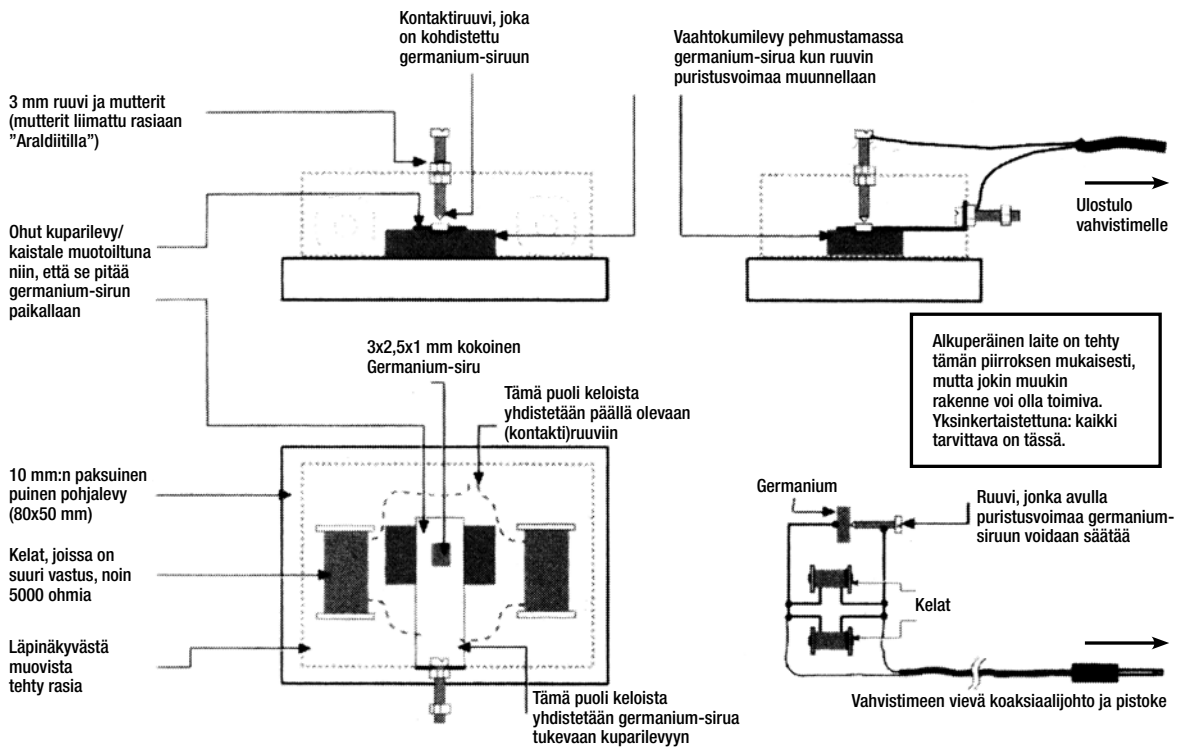 Kontaktiruuvi, joka
on kohdistettu
germanium-siruun
Vaahtokumilevy pehmustamassa
germanium-sirua kun ruuvin
puristusvoimaa muunnellaan
3 mm ruuvi ja mutterit
(mutterit liimattu rasiaan
”Araldiitilla”)
Ulostulo
vahvistimelle
Ohut kuparilevy/
kaistale muotoiltuna
niin, että se pitää
germanium-sirun
paikallaan
Alkuperäinen laite on tehty
tämän piirroksen mukaisesti,
mutta jokin muukin
rakenne voi olla toimiva.
Yksinkertaistettuna: kaikki
tarvittava on tässä.
3x2,5x1 mm kokoinen
Germanium-siru
Tämä puoli keloista
yhdistetään päällä olevaan
(kontakti)ruuviin
10 mm:n paksuinen
puinen pohjalevy
(80x50 mm)
Kelat, joissa on
suuri vastus, noin
5000 ohmia
Läpinäkyvästä
muovista
tehty rasia
Tämä puoli keloista
yhdistetään germanium-sirua
tukevaan kuparilevyyn
Germanium
Ruuvi, jonka avulla
puristusvoimaa germanium-
siruun voidaan säätää
Kelat
Vahvistimeen vievä koaksiaalijohto ja pistoke